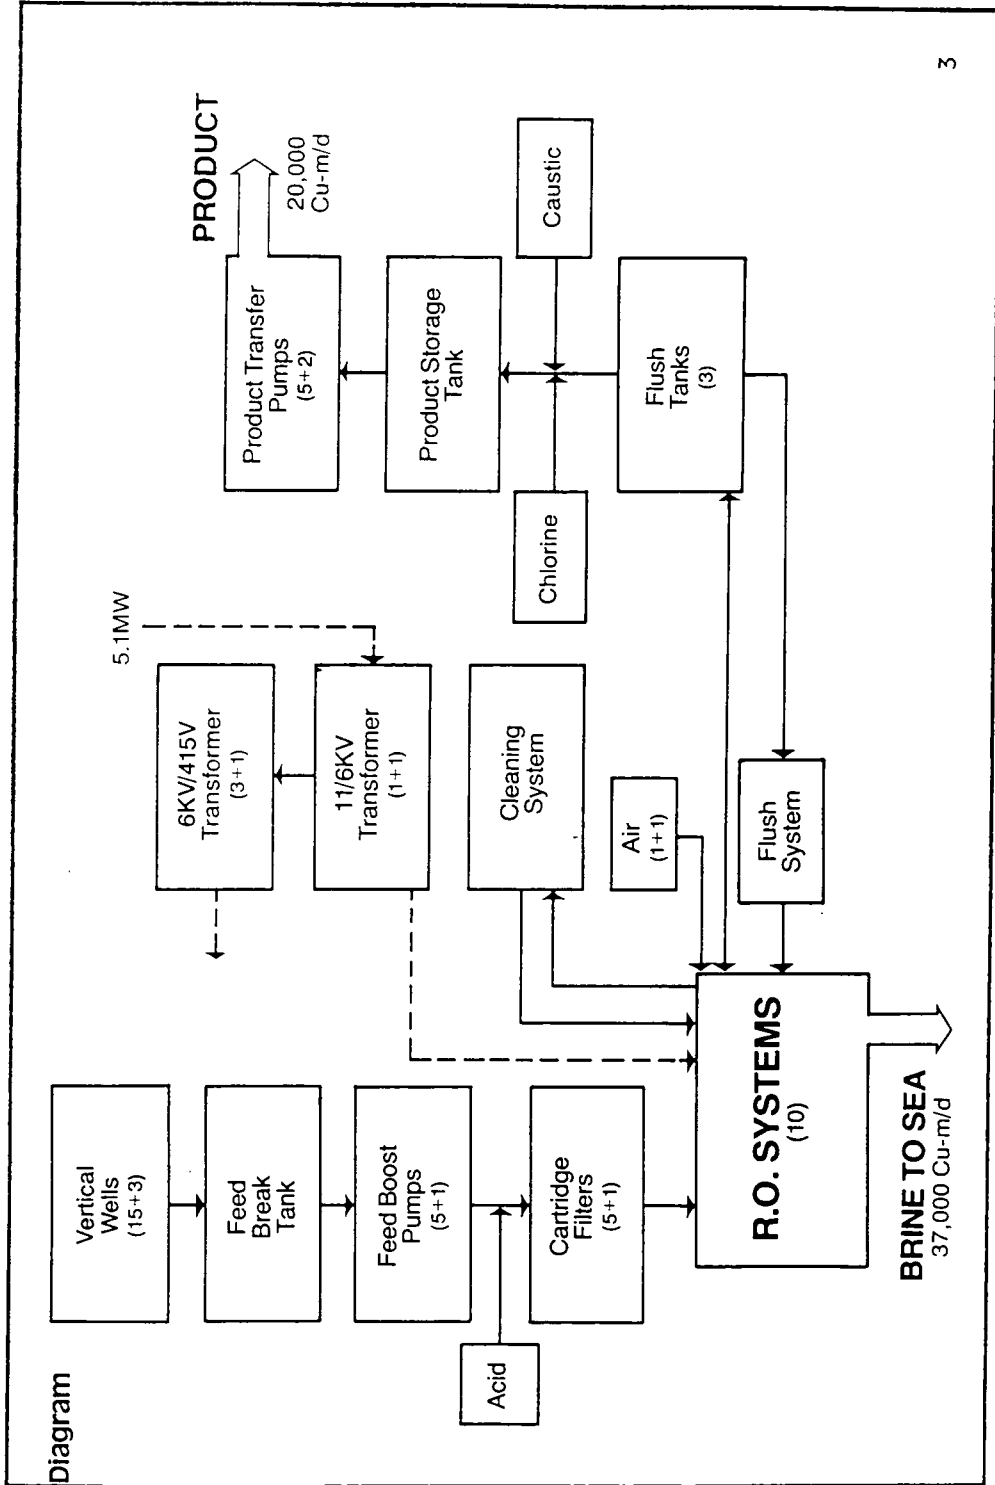 Diagram
Vertical
Wells
(15+3)
Feed
Break
Tank
Feed Boost
Pumps
(5+1)
Acid
Cartridge
Filters
(5+1)
R.O. SYSTEMS
(10)
BRINE TO SEA
37,000 Cu-m/d
5.1MW
6KV/415V
Transformer
(3+1)
11/6KV
Transformer
(1+1)
Cleaning
System
Air
(1+1)
Flush
System
PRODUCT
20,000
Cu-m/d
Product Transfer
Pumps
(5+2)
Product Storage
Tank
Chlorine
Caustic
Flush
Tanks
(3)
3